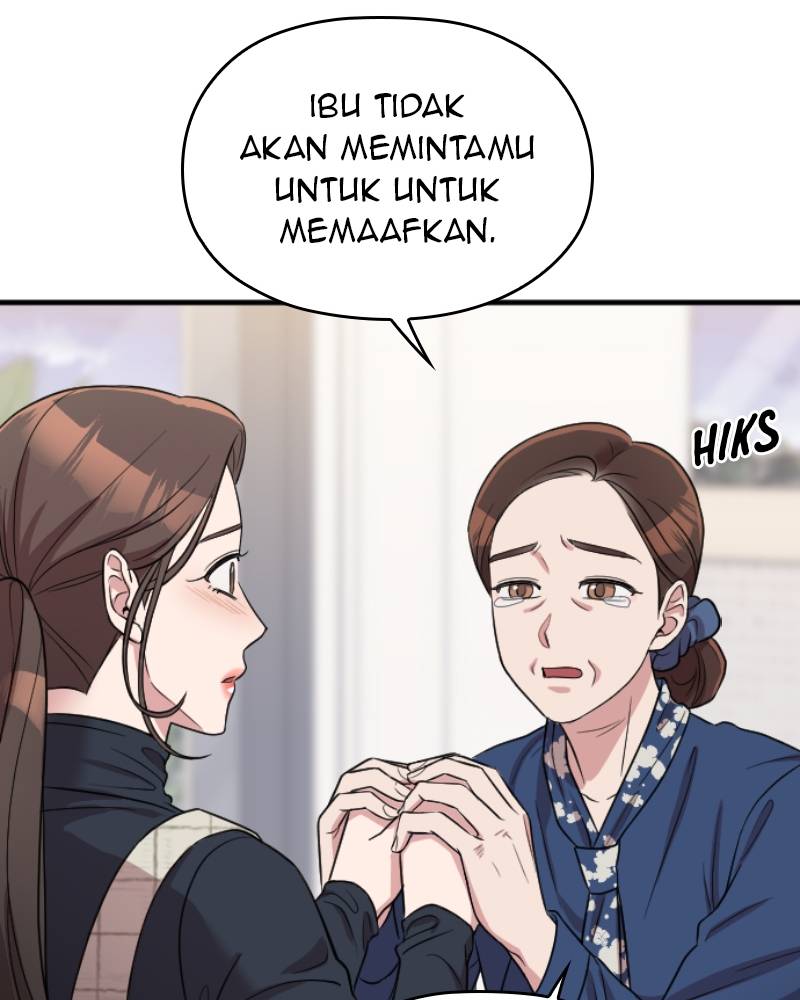 IBU TIDAK
AKAN MEMINTAMU
UNTUK UNTUK
MEMAAFKAN.
HIKS